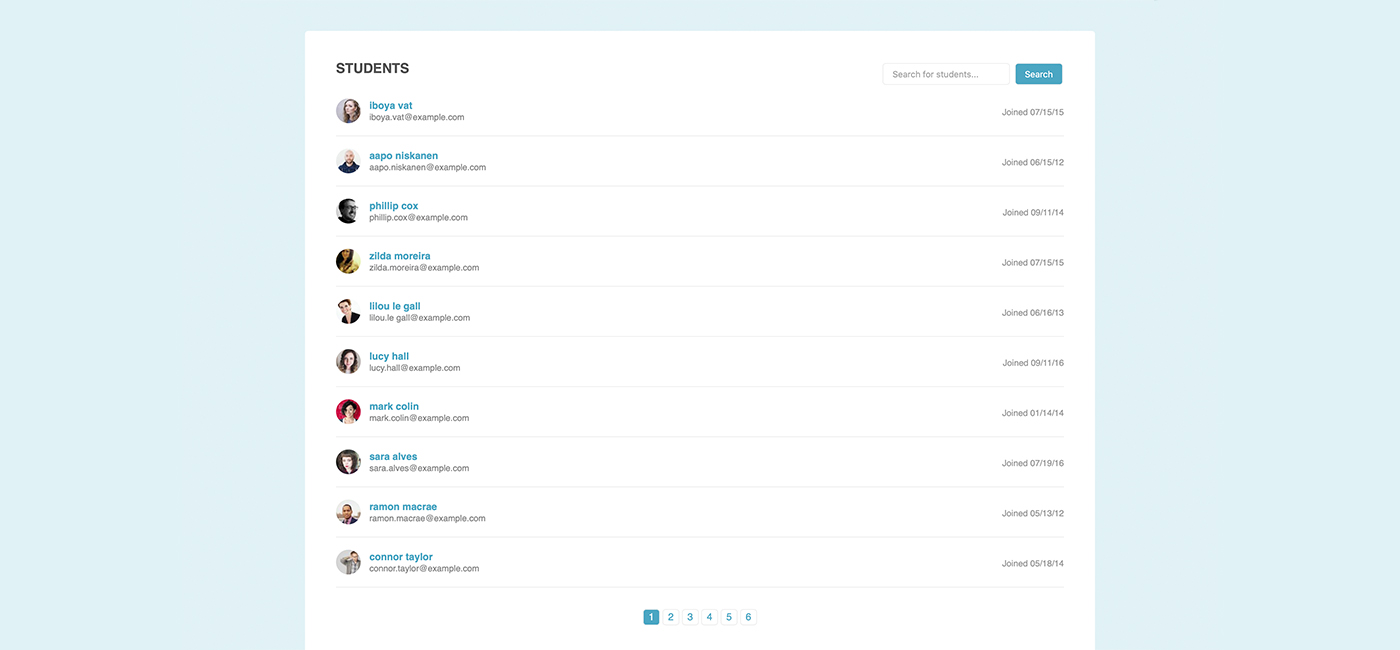 STUDENTS
Search for students...
Search
iboya vat
iboya.vat@example.com
Joined 07/15/15
aapo niskanen
aapo.niskanen@example.com
Joined 06/15/12
phillip cox
phillip.cox@example.com
Joined 09/11/14
zilda moreira
zilda.moreira@example.com
Joined 07/15/15
lilou le gall
lilou.le gall@example.com
Joined 06/16/13
lucy hall
lucy.hall@example.com
Joined 09/11/16
mark colin
mark.colin@example.com
Joined 01/14/14
sara alves
sara.alves@example.com
Joined 07/19/16
ramon macrae
ramon.macrae@example.com
Joined 05/13/12
connor taylor
connor.taylor@example.com
Joined 05/18/14
1 2 3 4 5 6